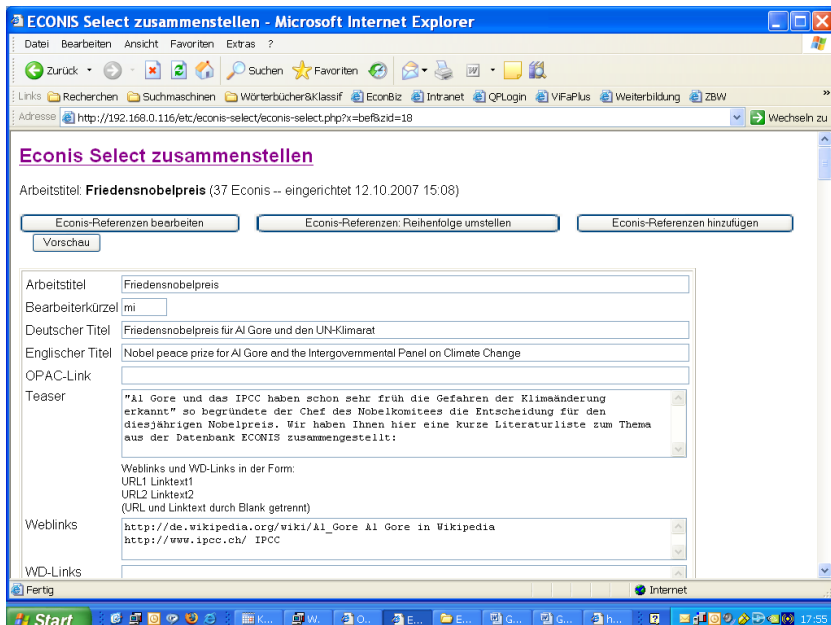 ECONIS Select zusammenstellen - Microsoft Internet Explorer
Datei Bearbeiten Ansicht Favoriten Extras ?
Zurück Suchen Favoriten
Links Recherchen Suchmaschinen Wörterbücher&Klassif EconBiz Intranet QPLogin ViFaPlus Weiterbildung ZBW »
Adresse http://192.168.0.116/etc/econis-select/econis-select.php?x=bef&zid=18 Wechseln zu
Econis Select zusammenstellen
Arbeitstitel: Friedensnobelpreis (37 Econis -- eingerichtet 12.10.2007 15:08)
Econis-Referenzen bearbeiten Econis-Referenzen: Reihenfolge umstellen Econis-Referenzen hinzufügen
Vorschau
Arbeitstitel Friedensnobelpreis
Bearbeiterkürzel mi
Deutscher Titel Friedensnobelpreis für Al Gore und den UN-Klimarat
Englischer Titel Nobel peace prize for Al Gore and the Intergovernmental Panel on Climate Change
OPAC-Link
Teaser "Al Gore und das IPCC haben schon sehr früh die Gefahren der Klimaänderung
erkannt" so begründete der Chef des Nobelkomitees die Entscheidung für den
diesjährigen Nobelpreis. Wir haben Ihnen hier eine kurze Literaturliste zum Thema
aus der Datenbank ECONIS zusammengestellt:
Weblinks und WD-Links in der Form:
URL1 Linktext1
URL2 Linktext2
(URL und Linktext durch Blank getrennt)
Weblinks http://de.wikipedia.org/wiki/Al_Gore Al Gore in Wikipedia
http://www.ipcc.ch/ IPCC
WD-Links
Fertig Internet
Start K... W. O.. E... E... G... G... h... 17:55